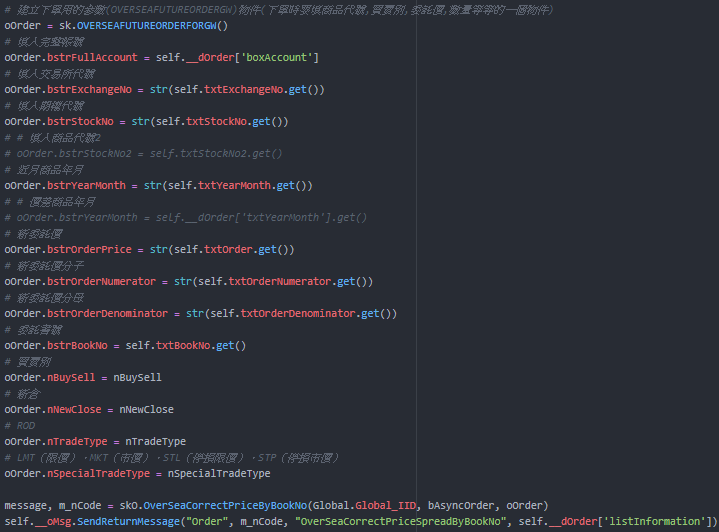 # 建立下單用的參數(OVERSEAFUTUREORDERGW)物件(下單時要填商品代號,買賣別,委託價,數量等等的一個物件)
oOrder = sk.OVERSEAFUTUREORDERFORGW()
# 填入完整帳號
oOrder.bstrFullAccount = self.__dOrder['boxAccount']
# 填入交易所代號
oOrder.bstrExchangeNo = str(self.txtExchangeNo.get())
# 填入期權代號
oOrder.bstrStockNo = str(self.txtStockNo.get())
# # 填入商品代號2
# oOrder.bstrStockNo2 = self.txtStockNo2.get()
# 近月商品年月
oOrder.bstrYearMonth = str(self.txtYearMonth.get())
# # 價差商品年月
# oOrder.bstrYearMonth = self.__dOrder['txtYearMonth'].get()
# 新委託價
oOrder.bstrOrderPrice = str(self.txtOrder.get())
# 新委託價分子
oOrder.bstrOrderNumerator = str(self.txtOrderNumerator.get())
# 新委託價分母
oOrder.bstrOrderDenominator = str(self.txtOrderDenominator.get())
# 委託書號
oOrder.bstrBookNo = self.txtBookNo.get()
# 買賣別
oOrder.nBuySell = nBuySell
# 新倉
oOrder.nNewClose = nNewClose
# ROD
oOrder.nTradeType = nTradeType
# LMT（限價）、MKT（市價）、STL（停損限價）、STP（停損市價）
oOrder.nSpecialTradeType = nSpecialTradeType
message, m_nCode = skO.OverSeaCorrectPriceByBookNo(Global.Global_IID, bAsyncOrder, oOrder)
self.__oMsg.SendReturnMessage("Order", m_nCode, "OverSeaCorrectPriceSpreadByBookNo", self.__dOrder['listInformation'])